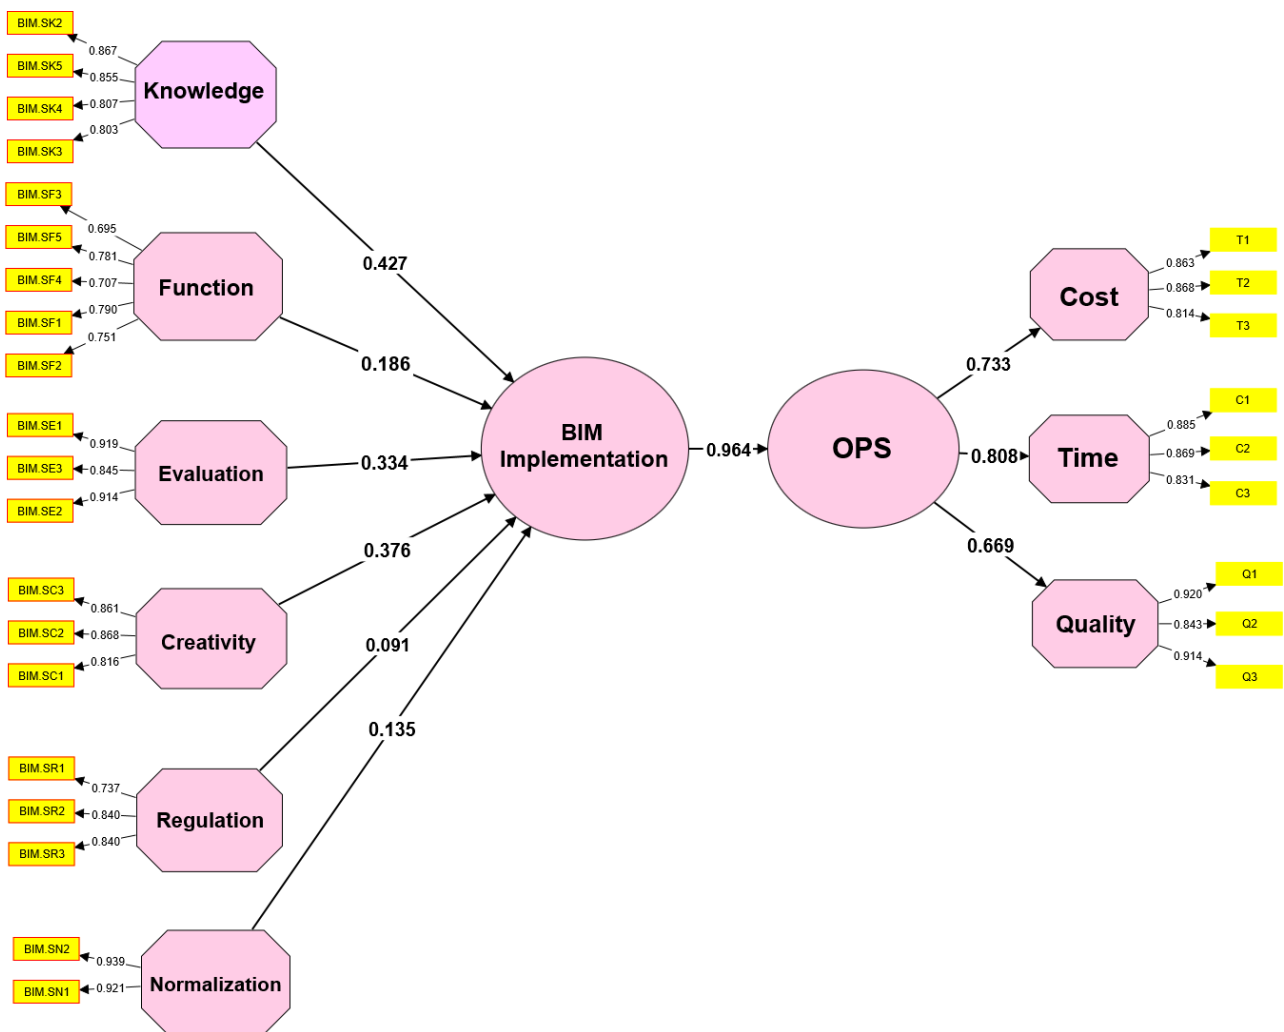 BIM.SK2
0.867
BIM.SK5
0.855
BIM.SK4
0.807
BIM.SK3
0.803
Knowledge
BIM.SF3
0.695
BIM.SF5
0.781
BIM.SF4
0.707
BIM.SF1
0.790
BIM.SF2
0.751
Function
BIM.SE1
0.919
BIM.SE3
0.845
BIM.SE2
0.914
Evaluation
BIM.SC3
0.861
BIM.SC2
0.868
BIM.SC1
0.816
Creativity
BIM.SR1
0.737
BIM.SR2
0.840
BIM.SR3
0.840
Regulation
BIM.SN2
0.939
BIM.SN1
0.921
Normalization
0.427
0.186
0.334
0.376
0.091
0.135
BIM
Implementation
0.964
OPS
0.733
0.808
0.669
Cost
0.863
T1
0.868
T2
0.814
T3
Time
0.885
C1
0.869
C2
0.831
C3
Quality
0.920
Q1
0.843
Q2
0.914
Q3